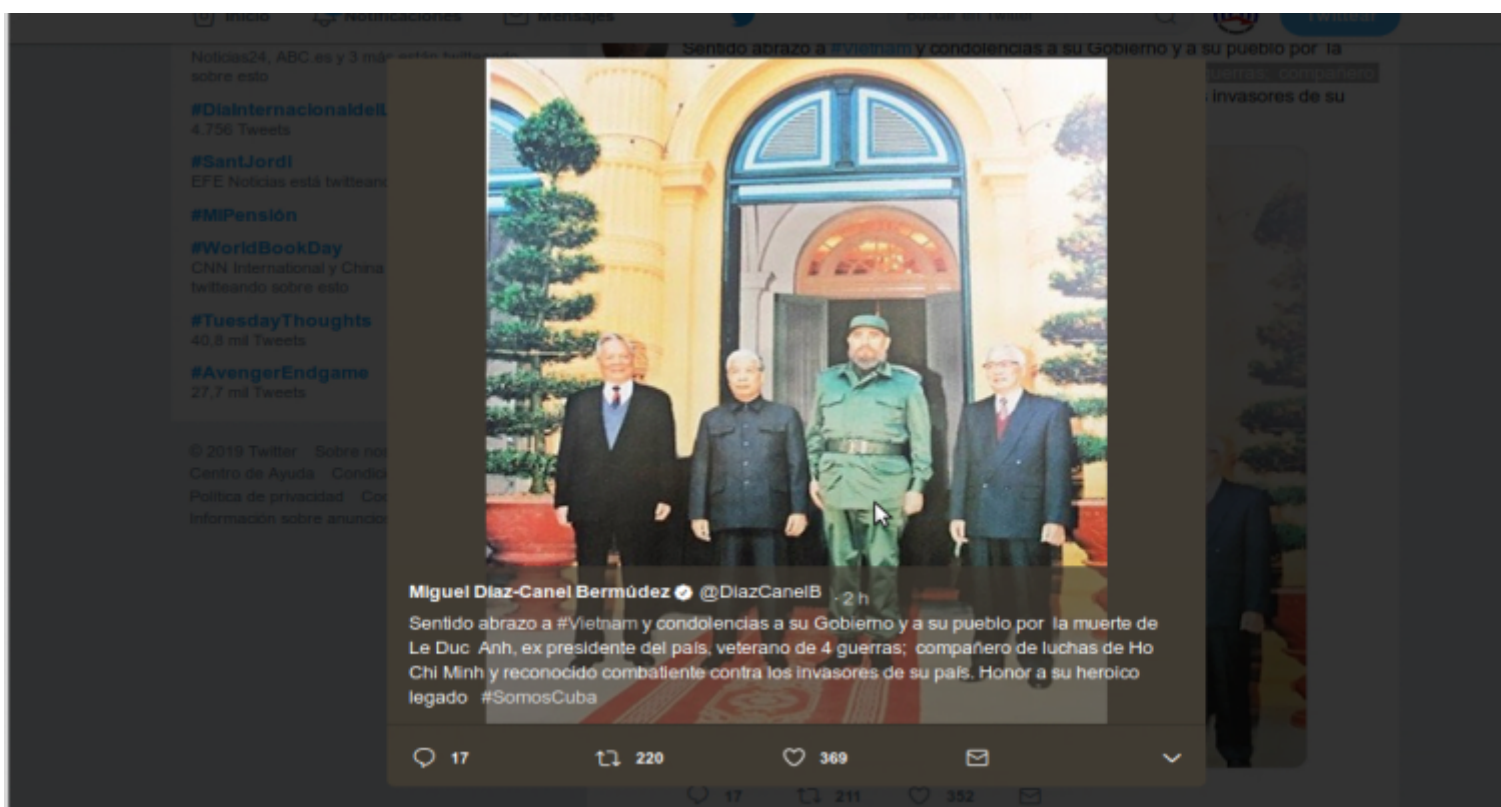 Inicio Notificaciones Mensajes Buscar en Twitter Twittear
Noticias24, ABC.es y 3 más están
sobre esto
#DiaInternacionaldelL
4.756 Tweets
#SantJordi
EFE Noticias está twitteand
#MiPensión
#WorldBookDay
CNN International y China
twitteando sobre esto
#TuesdayThoughts
40,8 mil Tweets
#AvengerEndgame
27,7 mil Tweets
© 2019 Twitter Sobre nos
Centro de Ayuda Condici
Política de privacidad Coo
Información sobre anuncios
Sentido abrazo a #Vietnam y condolencias a su Gobierno y a su pueblo por la
guerras; compañero
invasores de su
Miguel Díaz-Canel Bermúdez @DiazCanelB · 2 h
Sentido abrazo a #Vietnam y condolencias a su Gobierno y a su pueblo por la muerte de
Le Duc Anh, ex presidente del país, veterano de 4 guerras; compañero de luchas de Ho
Chi Minh y reconocido combatiente contra los invasores de su país. Honor a su heroico
legado #SomosCuba
17 220 369
17 211 352